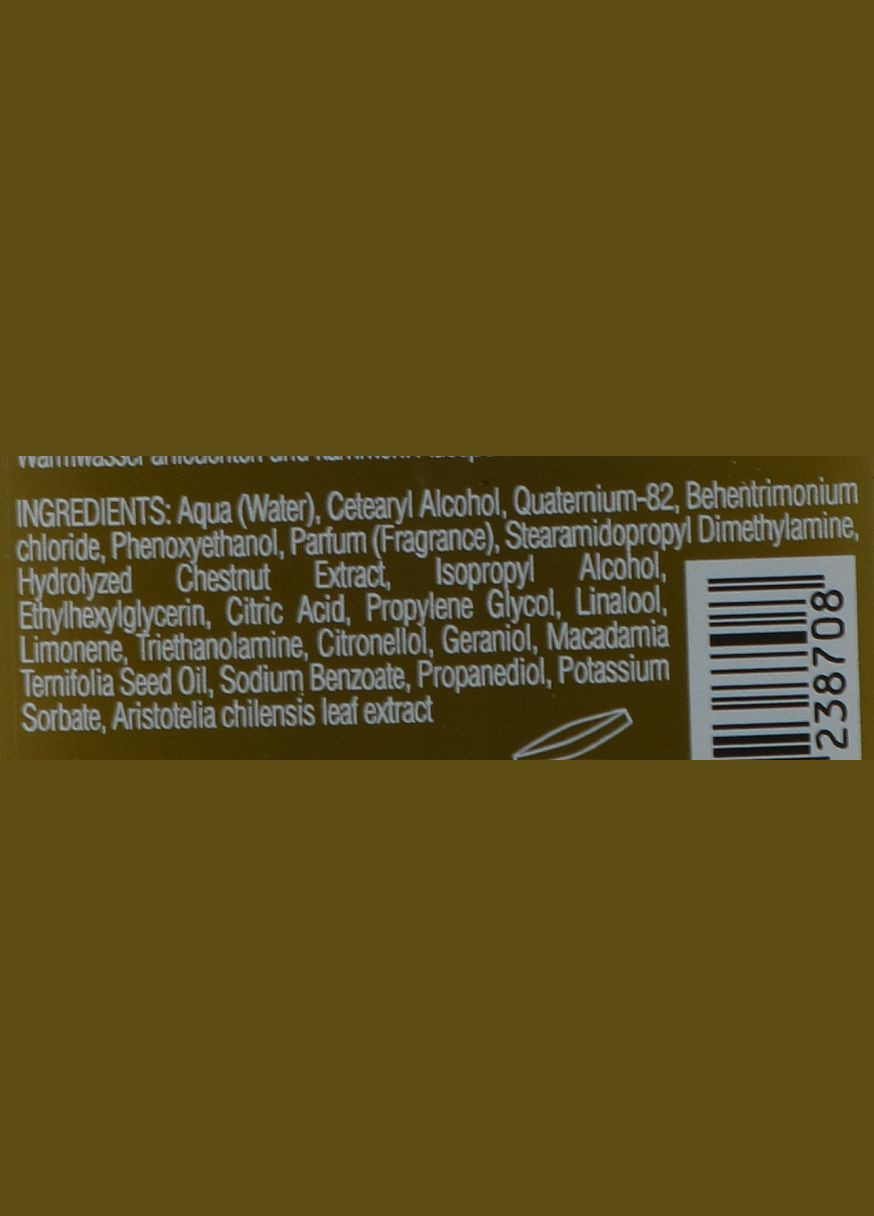 INGREDIENTS: Aqua (Water), Cetearyl Alcohol, Quaternium-82, Behentrimonium
chloride, Phenoxyethanol, Parfum (Fragrance), Stearamidopropyl Dimethylamine,
Hydrolyzed Chestnut Extract, Isopropyl Alcohol,
Ethylhexylglycerin, Citric Acid, Propylene Glycol, Linalool,
Limonene, Triethanolamine, Citronellol, Geraniol, Macadamia
Ternifolia Seed Oil, Sodium Benzoate, Propanediol, Potassium
Sorbate, Aristotelia chilensis leaf extract
238708